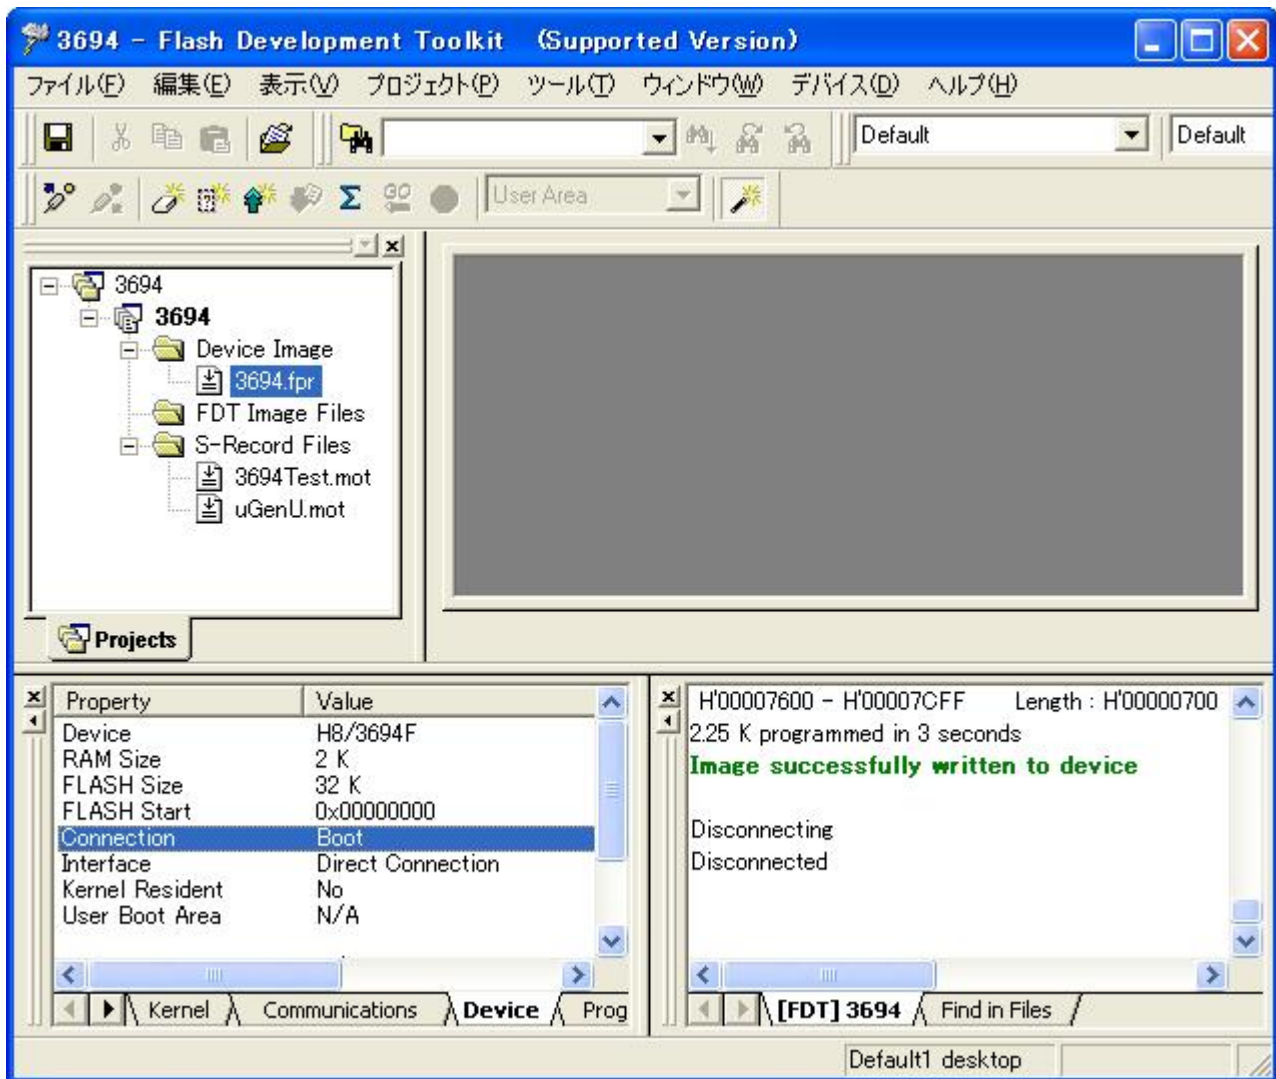 3694 - Flash Development Toolkit (Supported Version)
ファイル(F) 編集(E) 表示(V) プロジェクト(P) ツール(T) ウィンドウ(W) デバイス(D) ヘルプ(H)
Default Default
GO User Area
3694
3694
Device Image
3694.fpr
FDT Image Files
S-Record Files
3694Test.mot
uGenU.mot
Projects
Property Value
Device H8/3694F
RAM Size 2 K
FLASH Size 32 K
FLASH Start 0x00000000
Connection Boot
Interface Direct Connection
Kernel Resident No
User Boot Area N/A
Kernel Communications Device Prog
H'00007600 - H'00007CFF Length : H'00000700
2.25 K programmed in 3 seconds
Image successfully written to device
Disconnecting
Disconnected
[FDT] 3694 Find in Files
Default1 desktop